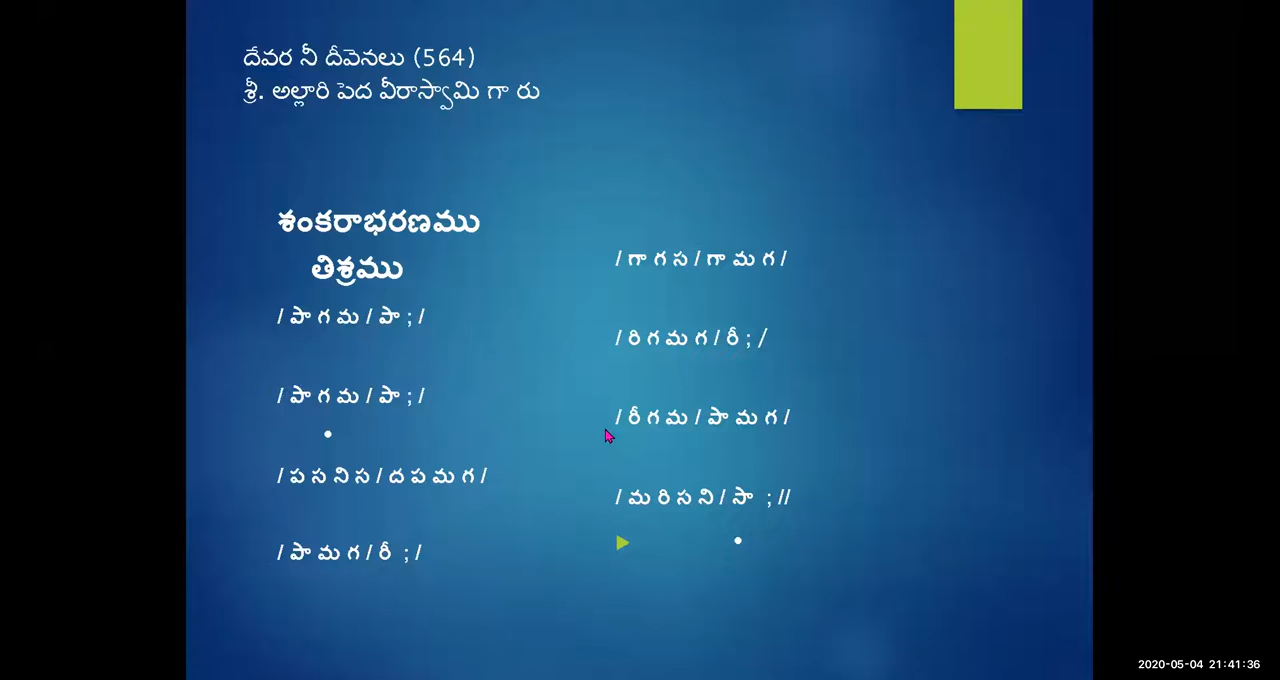 దేవర నీ దీవెనలు (564)
శ్రీ. అల్లారి పెద వీరాస్వామి గా రు
శంకరాభరణము
తిశ్రము
/ పా గ మ / పా ; /
/ పా గ మ / పా ; /
/ ప స ని స / ద ప మ గ /
/ పా మ గ / రీ ; /
/ గా గ స / గా మ గ /
/ రి గ మ గ / రీ ; /
/ రీ గ మ / పా మ గ /
/ మ రి స ని / సా ; //
2020-05-04 21:41:36